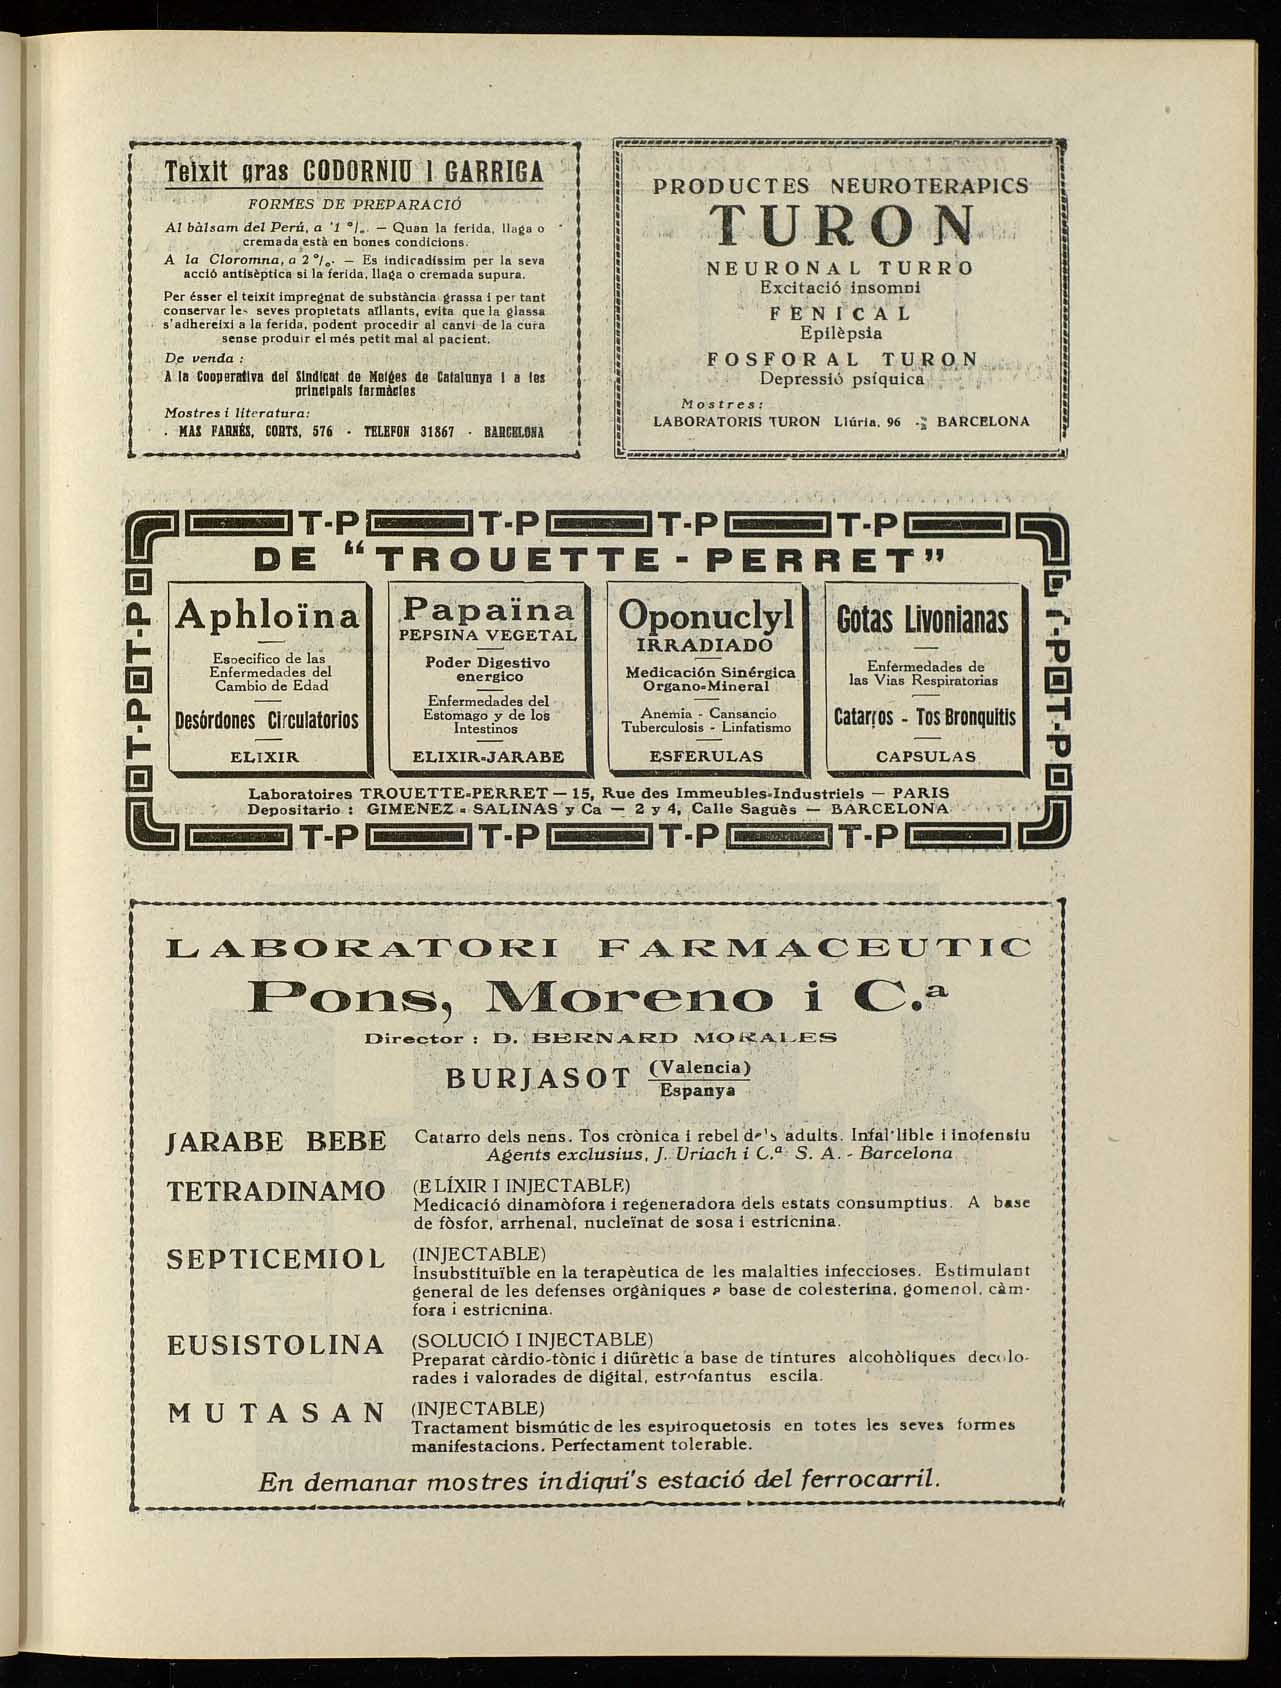 Teixit gras CODORNIU I GARRIGA
FORMES DE PREPARACIÓ
Al bàlsam del Perú, a 1 °/o. — Quan la ferida, llaga o
cremada està en bones condicions.
A la Cloromna, a 2 °/o. — Es indicadíssim per la seva
acció antisèptica si la ferida, llaga o cremada supura.
Per ésser el teixit impregnat de substància grassa i per tant
conservar les seves propietats aïllants, evita que la glassa
s'adhereixi a la ferida, podent procedir al canvi de la cura
sense produir el més petit mal al pacient.
De venda :
A la Cooperativa del Sindicat de Metges de Catalunya i a les
principals farmàcies
Mostres i literatura:
MAS FARNÉS, CORTS, 576 - TELEFON 31867 - BARCELONA
PRODUCTES NEUROTERAPICS
TURON
NEURONAL TURRO
Excitació insomni
FENICAL
Epilèpsia
FOSFORAL TURON
Depressió psíquica
Mostres:
LABORATORIS TURON Llúria, 96 - BARCELONA
T-P T-P T-P T-P
DE "TROUETTE - PERRET"
Aphloïna
Especifico de las
Enfermedades del
Cambio de Edad
Desórdones Circulatorios
ELIXIR
Papaïna
PEPSINA VEGETAL
Poder Digestivo
energico
Enfermedades del
Estomago y de los
Intestinos
ELIXIR-JARABE
Oponuclyl
IRRADIADO
Medicación Sinérgica
Organo-Mineral
Anemia - Cansancio
Tuberculosis - Linfatismo
ESFERULAS
Gotas Livonianas
Enfermedades de
las Vias Respiratorias
Catarros - Tos Bronquitis
CAPSULAS
T-P T-P
T-P T-P
Laboratoires TROUETTE-PERRET — 15, Rue des Immeubles-Industriels — PARIS
Depositario : GIMENEZ - SALINAS y Ca — 2 y 4, Calle Saguès — BARCELONA
T-P T-P T-P T-P
LABORATORI FARMACEUTIC
Pons, Moreno i C.ª
Director : D. BERNARD MORALES
BURJASOT (Valencia)
Espanya
JARABE BEBE Catarro dels nens. Tos crònica i rebel dels adults. Infal·lible i inofensiu
Agents exclusius, J. Uriach i C.ª S. A. - Barcelona
TETRADINAMO (ELÍXIR I INJECTABLE)
Medicació dinamòfora i regeneradora dels estats consumptius. A base
de fòsfor, arrhenal, nucleïnat de sosa i estricnina.
SEPTICEMIOL (INJECTABLE)
Insubstituïble en la terapèutica de les malalties infeccioses. Estimulant
general de les defenses orgàniques a base de colesterina, gomenol, càm-
fora i estricnina.
EUSISTOLINA (SOLUCIÓ I INJECTABLE)
Preparat càrdio-tònic i diürètic a base de tintures alcohòliques decolo-
rades i valorades de digital, estrofantus escila.
MUTASAN (INJECTABLE)
Tractament bismútic de les espiroquetosis en totes les seves formes
manifestacions. Perfectament tolerable.
En demanar mostres indiqui's estació del ferrocarril.